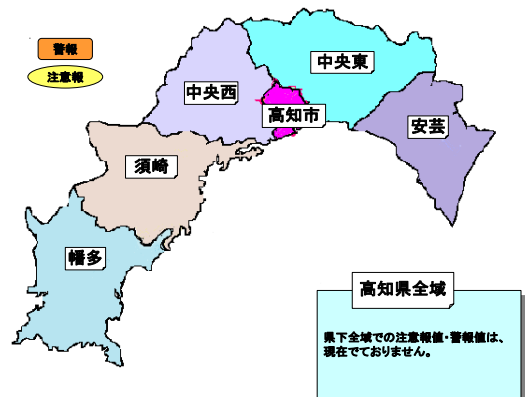 警報
注意報
中央東
中央西
高知市
安芸
須崎
幡多
高知県全域
県下全域での注意報値・警報値は、
現在でておりません。